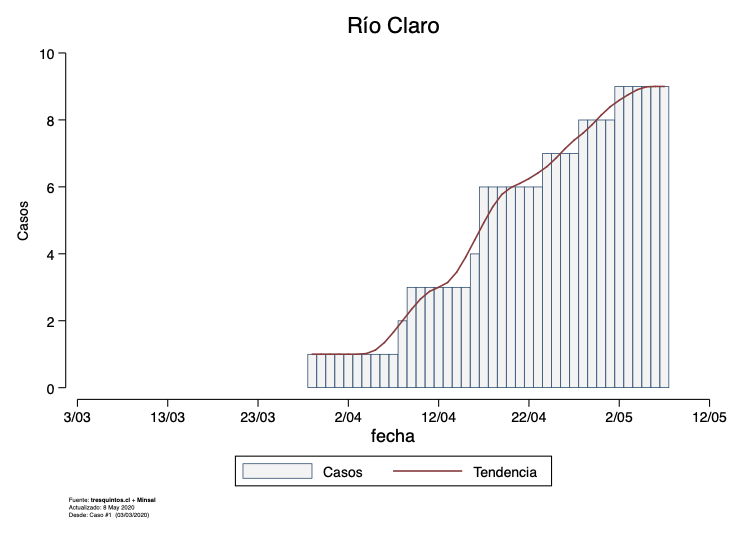 Río Claro
10
8
6
4
2
0
Casos
3/03 13/03 23/03 2/04 12/04 22/04 2/05 12/05
fecha
Casos Tendencia
Fuente: tresquintos.cl + Minsal
Actualizado: 8 May 2020
Desde: Caso #1 (03/03/2020)